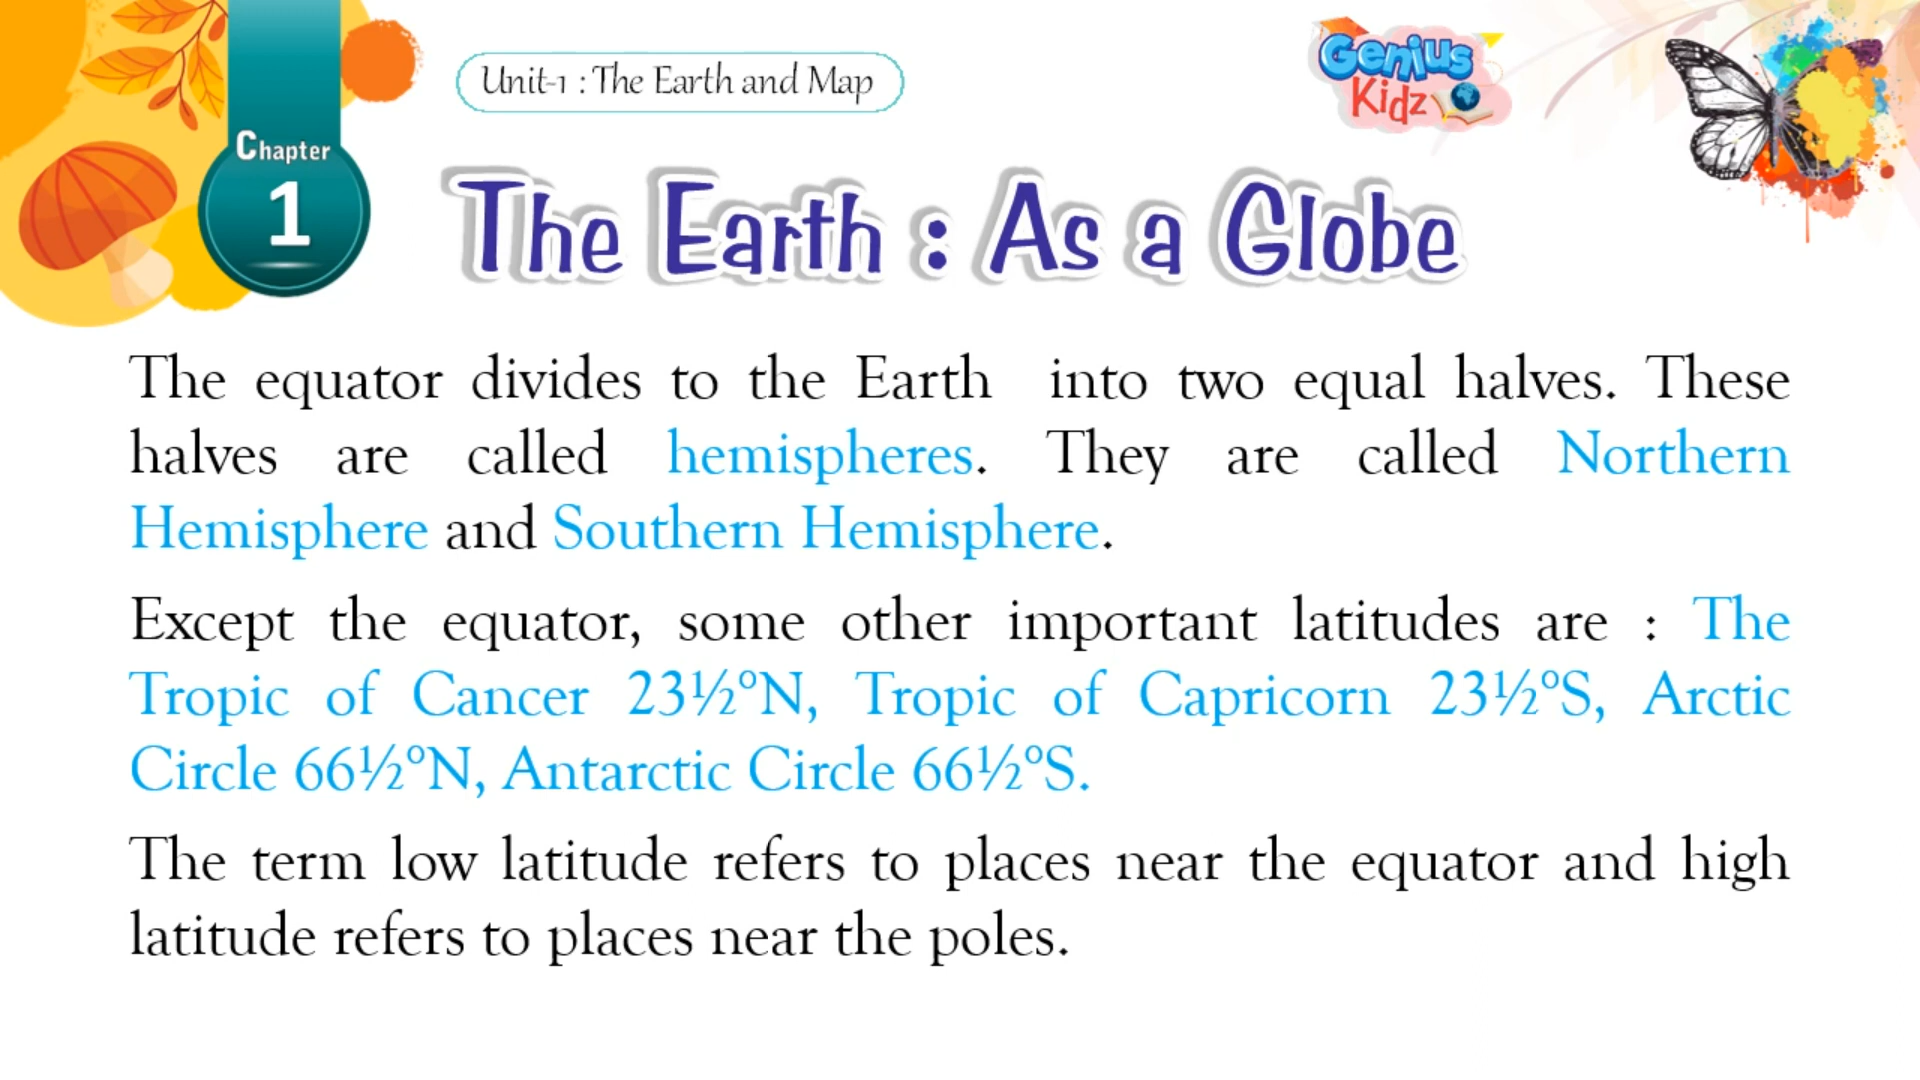 Unit-1 : The Earth and Map
Genius
Kidz
Chapter
1
The Earth : As a Globe
The equator divides to the Earth into two equal halves. These
halves are called hemispheres. They are called Northern
Hemisphere and Southern Hemisphere.
Except the equator, some other important latitudes are : The
Tropic of Cancer 23½°N, Tropic of Capricorn 23½°S, Arctic
Circle 66½°N, Antarctic Circle 66½°S.
The term low latitude refers to places near the equator and high
latitude refers to places near the poles.